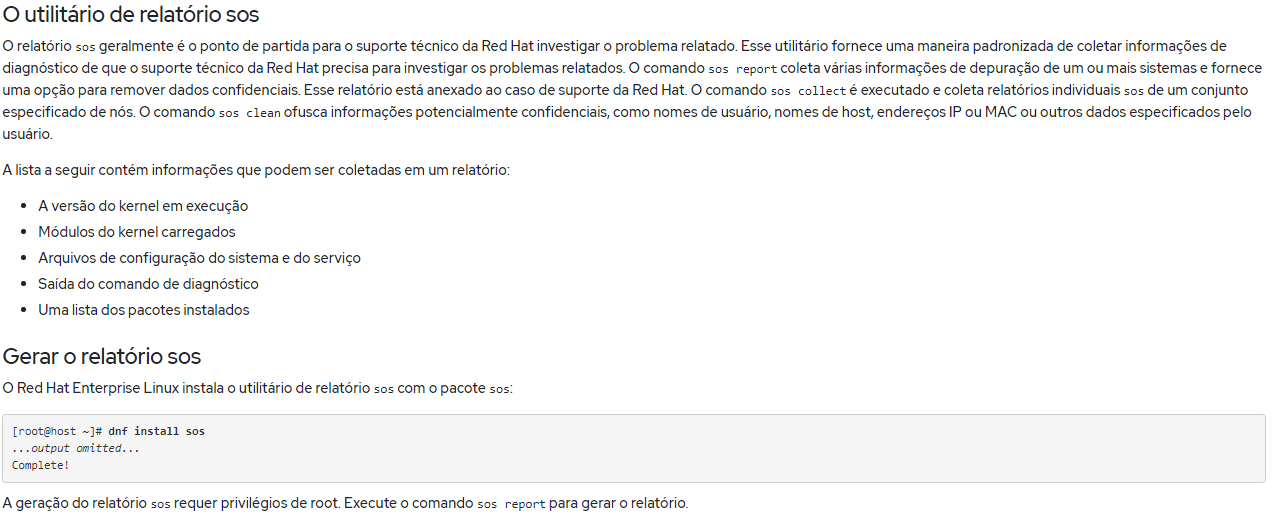 O utilitário de relatório sos
O relatório sos geralmente é o ponto de partida para o suporte técnico da Red Hat investigar o problema relatado. Esse utilitário fornece uma maneira padronizada de coletar informações de
diagnóstico de que o suporte técnico da Red Hat precisa para investigar os problemas relatados. O comando sos report coleta várias informações de depuração de um ou mais sistemas e fornece
uma opção para remover dados confidenciais. Esse relatório está anexado ao caso de suporte da Red Hat. O comando sos collect é executado e coleta relatórios individuais sos de um conjunto
especificado de nós. O comando sos clean ofusca informações potencialmente confidenciais, como nomes de usuário, nomes de host, endereços IP ou MAC ou outros dados especificados pelo
usuário.
A lista a seguir contém informações que podem ser coletadas em um relatório:
• A versão do kernel em execução
• Módulos do kernel carregados
• Arquivos de configuração do sistema e do serviço
• Saída do comando de diagnóstico
• Uma lista dos pacotes instalados
Gerar o relatório sos
O Red Hat Enterprise Linux instala o utilitário de relatório sos com o pacote sos:
[root@host ~]# dnf install sos
...output omitted...
Complete!
A geração do relatório sos requer privilégios de root. Execute o comando sos report para gerar o relatório.